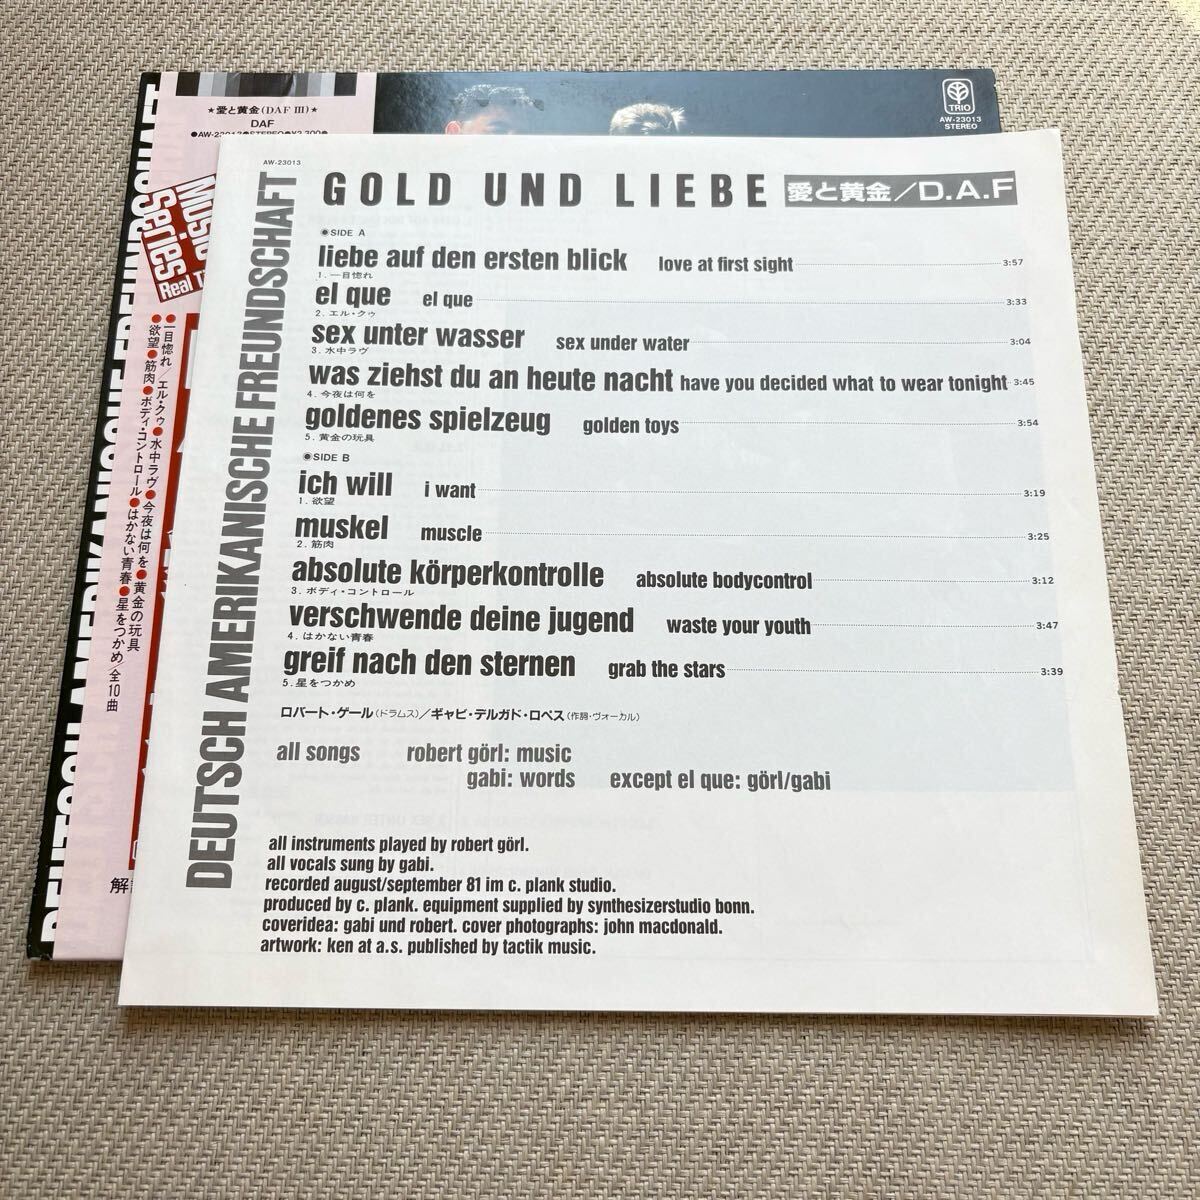 ★愛と黄金(DAF III)★
DAF
TRIO
AW-23013
STEREO
Music
Series
一目惚れ/エル・クゥ●水中ラヴ●今夜は何を●黄金の玩具
●欲望●筋肉●ボディ・コントロール●はかない青春●星をつかめ/全10曲
AW-23013
GOLD UND LIEBE 愛と黄金/D.A.F
DEUTSCH AMERIKANISCHE FREUNDSCHAFT
●SIDE A
liebe auf den ersten blick love at first sight 3:57
1. 一目惚れ
el que el que 3:33
2. エル・クゥ
sex unter wasser sex under water 3:04
3. 水中ラヴ
was ziehst du an heute nacht have you decided what to wear tonight 3:45
4. 今夜は何を
goldenes spielzeug golden toys 3:54
5. 黄金の玩具
●SIDE B
ich will i want 3:19
1. 欲望
muskel muscle 3:25
2. 筋肉
absolute körperkontrolle absolute bodycontrol 3:12
3. ボディ・コントロール
verschwende deine jugend waste your youth 3:47
4. はかない青春
greif nach den sternen grab the stars 3:39
5. 星をつかめ
ロバート・ゲール(ドラムス)/ギャビ・デルガド・ロペス(作詞・ヴォーカル)
all songs robert görl: music
gabi: words except el que: görl/gabi
all instruments played by robert görl.
all vocals sung by gabi.
recorded august/september 81 im c. plank studio.
produced by c. plank. equipment supplied by synthesizerstudio bonn.
coveridea: gabi und robert. cover photographs: john macdonald.
artwork: ken at a.s. published by tactik music.